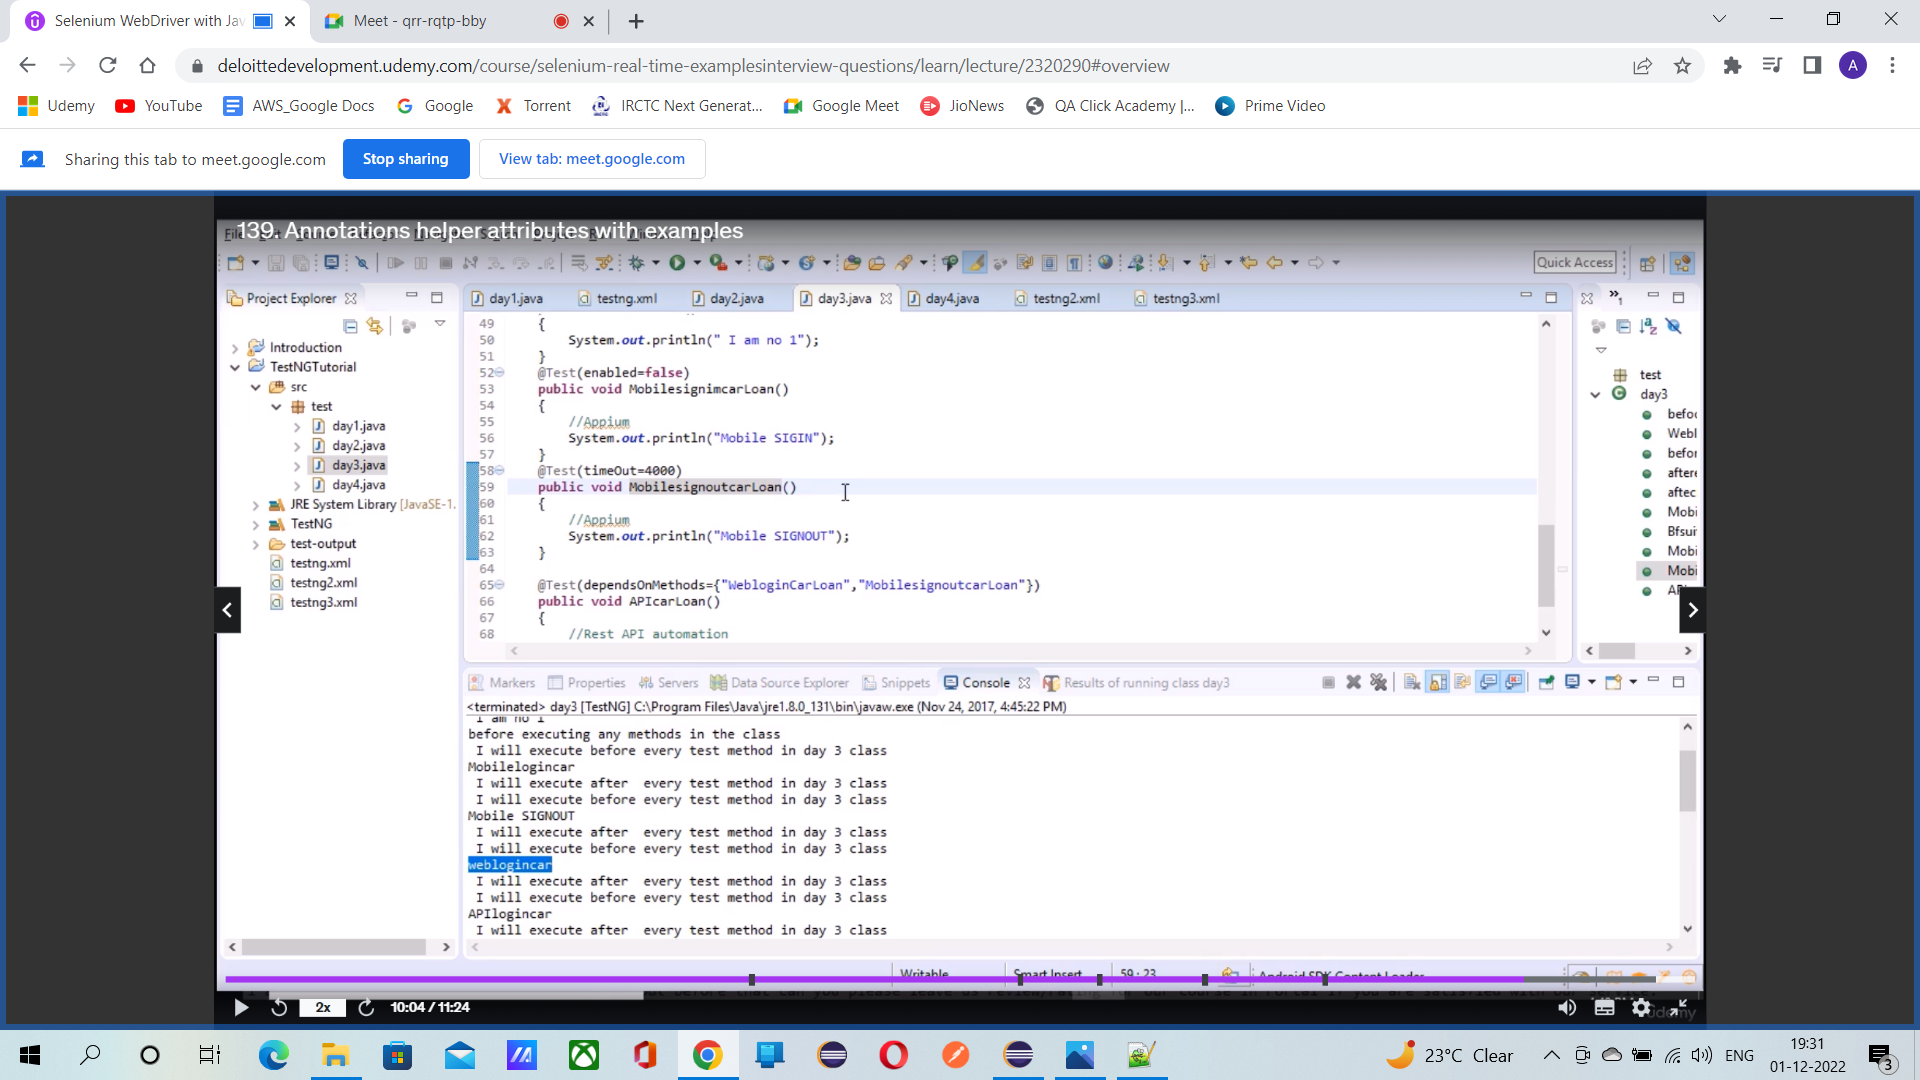 Selenium WebDriver with Jav
Meet - qrr-rqtp-bby
deloittedevelopment.udemy.com/course/selenium-real-time-examplesinterview-questions/learn/lecture/2320290#overview
A
Udemy
YouTube
AWS_Google Docs
Google
Torrent
IRCTC Next Generat...
Google Meet
JioNews
QA Click Academy |...
Prime Video
Sharing this tab to meet.google.com
Stop sharing
View tab: meet.google.com
139. Annotations helper attributes with examples
Quick Access
Project Explorer
day1.java
testng.xml
day2.java
day3.java
day4.java
testng2.xml
testng3.xml
Introduction
TestNGTutorial
src
test
day1.java
day2.java
day3.java
day4.java
JRE System Library [JavaSE-1.
TestNG
test-output
testng.xml
testng2.xml
testng3.xml
49 {
50 System.out.println(" I am no 1");
51 }
52 @Test(enabled=false)
53 public void MobilesignimcarLoan()
54 {
55 //Appium
56 System.out.println("Mobile SIGIN");
57 }
58 @Test(timeOut=4000)
59 public void MobilesignoutcarLoan()
60 {
61 //Appium
62 System.out.println("Mobile SIGNOUT");
63 }
64
65 @Test(dependsOnMethods={"WebloginCarLoan","MobilesignoutcarLoan"})
66 public void APIcarLoan()
67 {
68 //Rest API automation
test
day3
befo
Webl
befor
aftere
aftec
Mobi
Bfsui
Mobi
Mobi
Markers
Properties
Servers
Data Source Explorer
Snippets
Console
Results of running class day3
<terminated> day3 [TestNG] C:\Program Files\Java\jre1.8.0_131\bin\javaw.exe (Nov 24, 2017, 4:45:22 PM)
I am no 1
before executing any methods in the class
I will execute before every test method in day 3 class
Mobilelogincar
I will execute after  every test method in day 3 class
I will execute before every test method in day 3 class
Mobile SIGNOUT
I will execute after  every test method in day 3 class
I will execute before every test method in day 3 class
weblogincar
I will execute after  every test method in day 3 class
I will execute before every test method in day 3 class
APIlogincar
I will execute after  every test method in day 3 class
Writable
Smart Insert
59 : 23
Android SDK Content Loader
2x
10:04 / 11:24
udemy
23°C Clear
ENG
19:31
01-12-2022
3